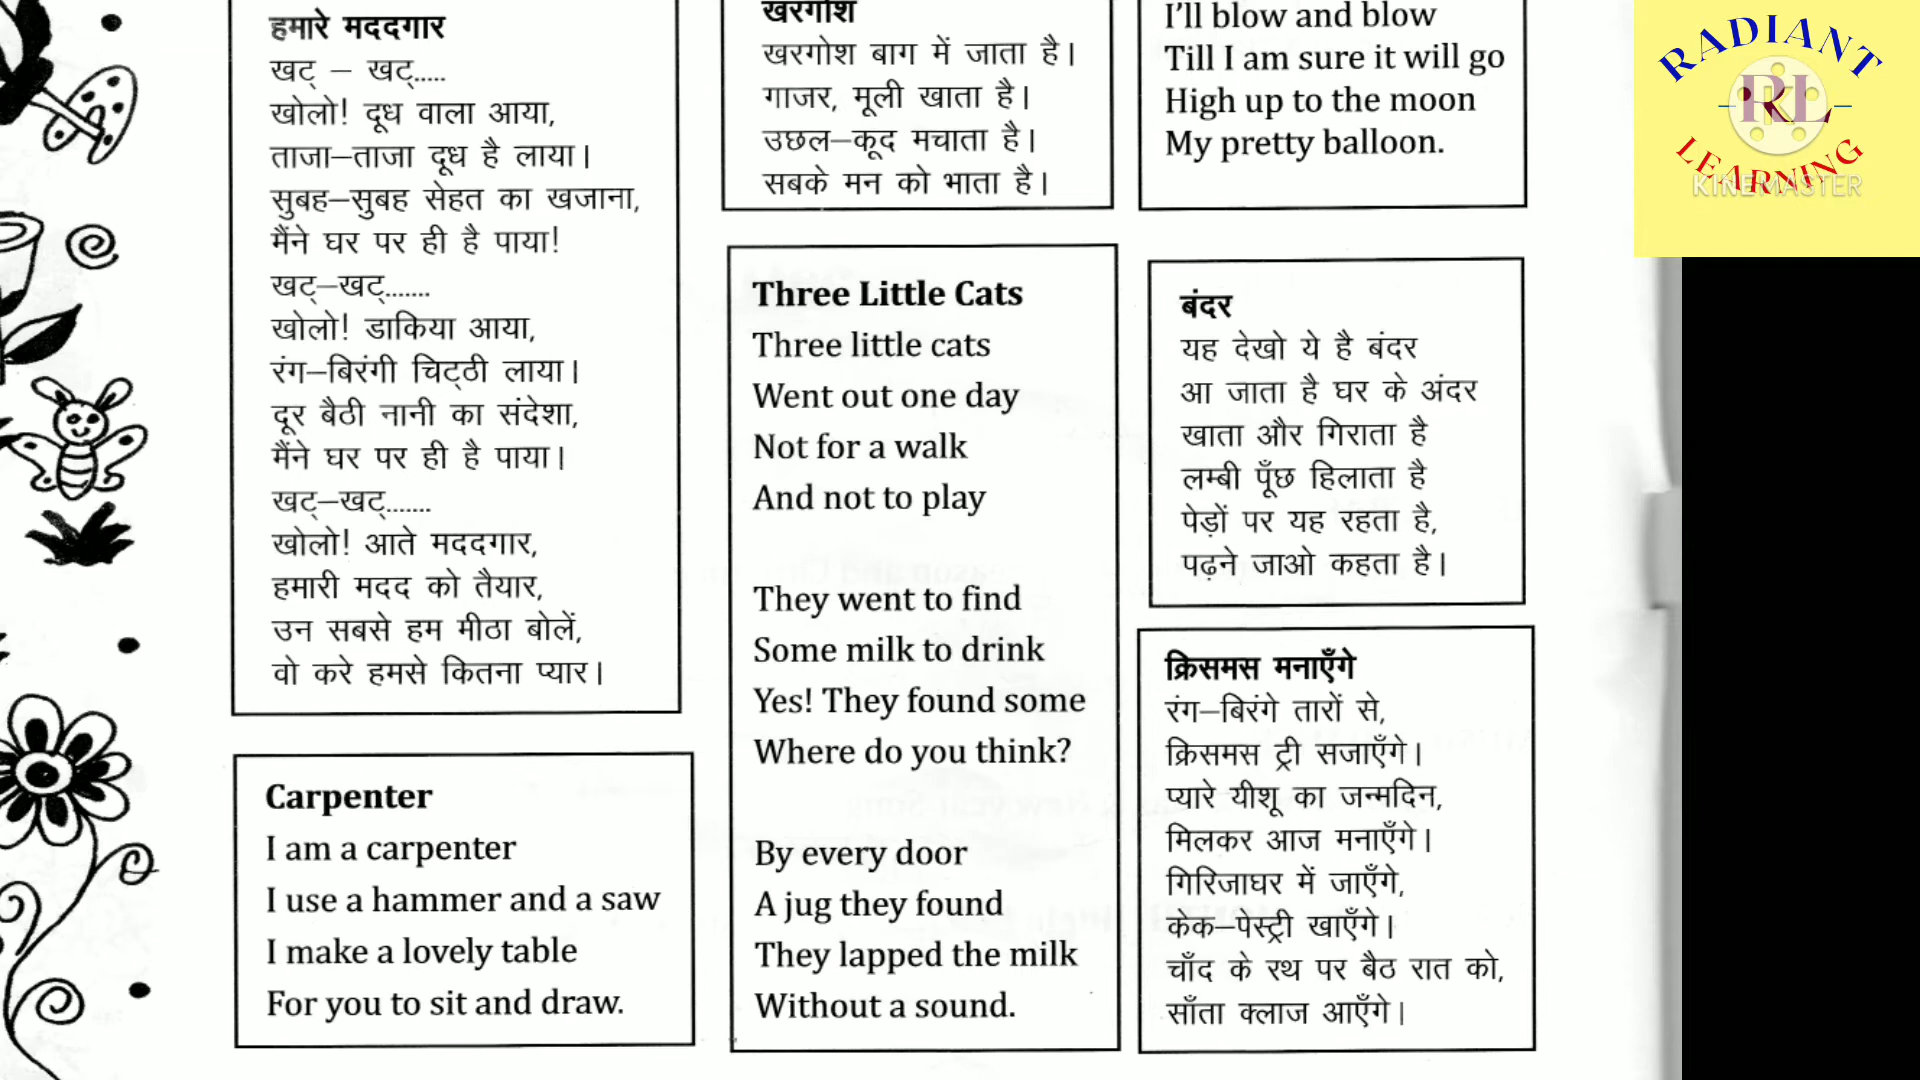 हमारे मददगार
खट् – खट्.....
खोलो! दूध वाला आया,
ताजा–ताजा दूध है लाया।
सुबह–सुबह सेहत का खजाना,
मैंने घर पर ही है पाया!
खट्–खट्.......
खोलो! डाकिया आया,
रंग–बिरंगी चिट्ठी लाया।
दूर बैठी नानी का संदेशा,
मैंने घर पर ही है पाया।
खट्–खट्.......
खोलो! आते मददगार,
हमारी मदद को तैयार,
उन सबसे हम मीठा बोलें,
वो करे हमसे कितना प्यार।
Carpenter
I am a carpenter
I use a hammer and a saw
I make a lovely table
For you to sit and draw.
खरगोश
खरगोश बाग में जाता है।
गाजर, मूली खाता है।
उछल–कूद मचाता है।
सबके मन को भाता है।
Three Little Cats
Three little cats
Went out one day
Not for a walk
And not to play
They went to find
Some milk to drink
Yes! They found some
Where do you think?
By every door
A jug they found
They lapped the milk
Without a sound.
I'll blow and blow
Till I am sure it will go
High up to the moon
My pretty balloon.
बंदर
यह देखो ये है बंदर
आ जाता है घर के अंदर
खाता और गिराता है
लम्बी पूँछ हिलाता है
पेड़ों पर यह रहता है,
पढ़ने जाओ कहता है।
क्रिसमस मनाएँगे
रंग–बिरंगे तारों से,
क्रिसमस ट्री सजाएँगे।
प्यारे यीशू का जन्मदिन,
मिलकर आज मनाएँगे।
गिरिजाघर में जाएँगे,
केक–पेस्ट्री खाएँगे।
चाँद के रथ पर बैठ रात को,
साँता क्लाज आएँगे।
RADIANT
RL
LEARNING
KINEMASTER